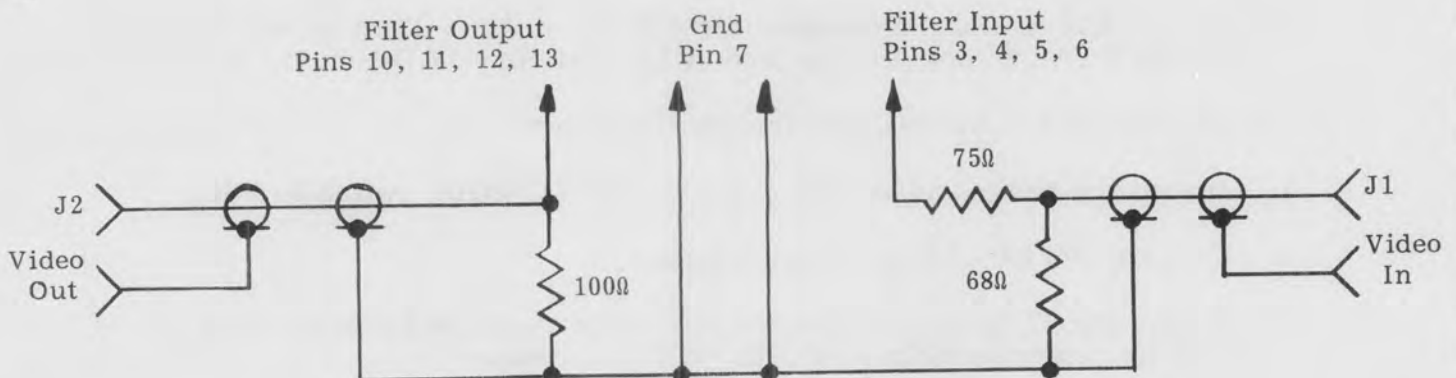 Filter Output
Pins 10, 11, 12, 13
Gnd
Pin 7
Filter Input
Pins 3, 4, 5, 6
75Ω
J2
J1
Video
Out
100Ω
68Ω
Video
In